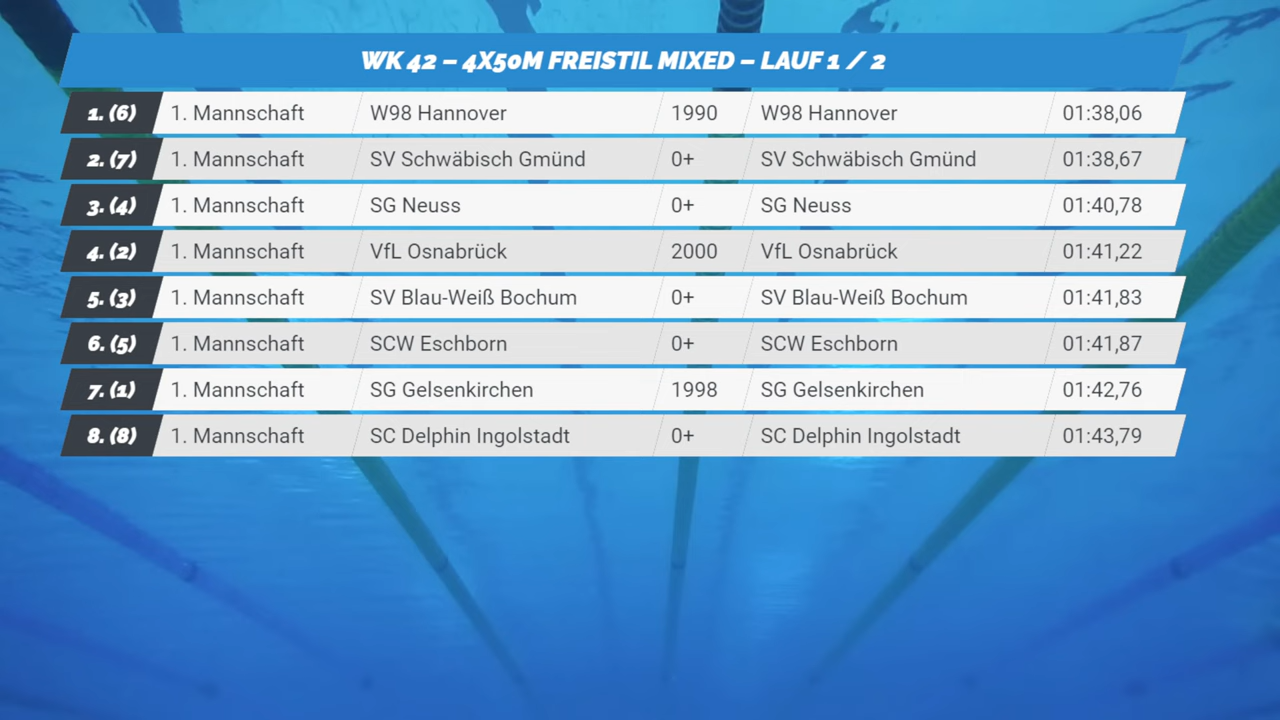 WK 42 – 4X50M FREISTIL MIXED – LAUF 1 / 2
1. (6) 1. Mannschaft W98 Hannover 1990 W98 Hannover 01:38,06
2. (7) 1. Mannschaft SV Schwäbisch Gmünd 0+ SV Schwäbisch Gmünd 01:38,67
3. (4) 1. Mannschaft SG Neuss 0+ SG Neuss 01:40,78
4. (2) 1. Mannschaft VfL Osnabrück 2000 VfL Osnabrück 01:41,22
5. (3) 1. Mannschaft SV Blau-Weiß Bochum 0+ SV Blau-Weiß Bochum 01:41,83
6. (5) 1. Mannschaft SCW Eschborn 0+ SCW Eschborn 01:41,87
7. (1) 1. Mannschaft SG Gelsenkirchen 1998 SG Gelsenkirchen 01:42,76
8. (8) 1. Mannschaft SC Delphin Ingolstadt 0+ SC Delphin Ingolstadt 01:43,79